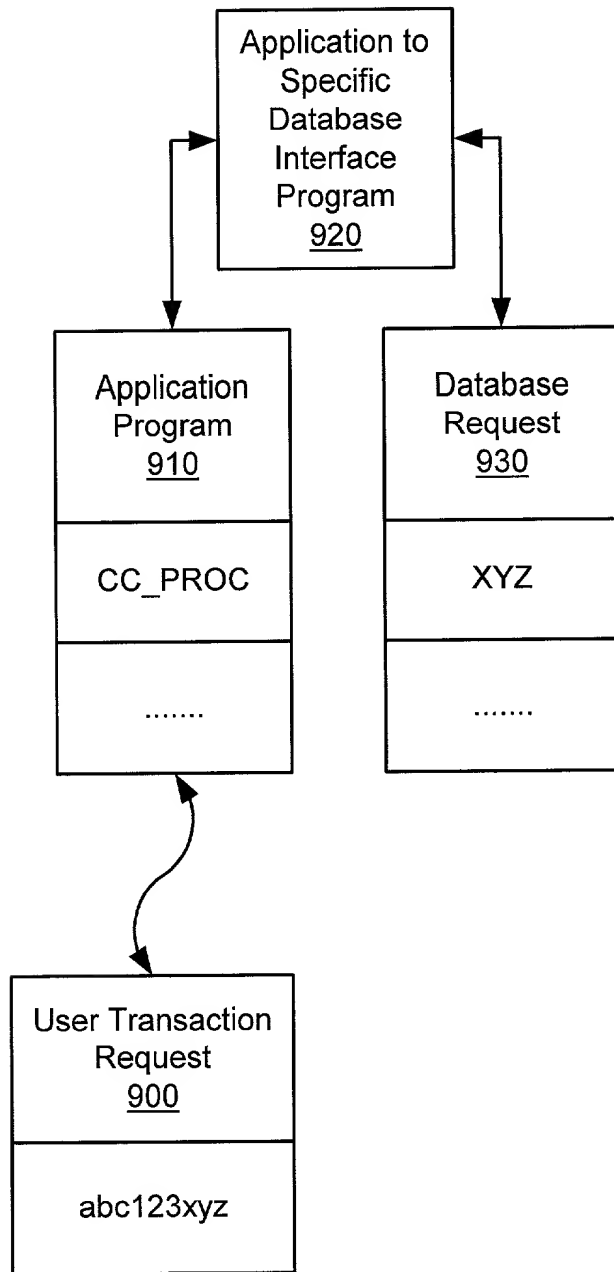 Application to
Specific
Database
Interface
Program
920
Application
Program
910
CC_PROC
.......
Database
Request
930
XYZ
.......
User Transaction
Request
900
abc123xyz